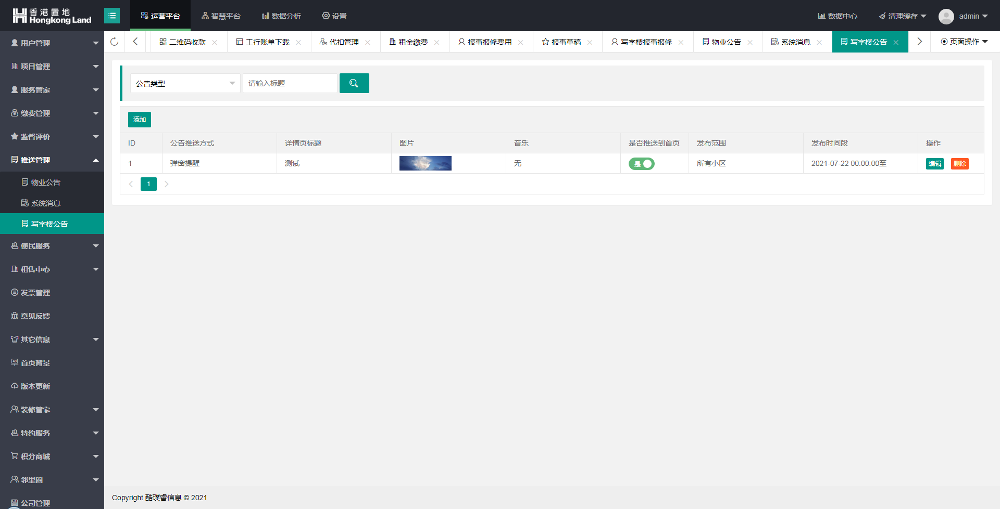 香港置地
Hongkong Land
运营平台
智慧平台
数据分析
设置
数据中心
清理缓存
admin
二维码收款
工行账单下载
代扣管理
租金缴费
报事报修费用
报事草稿
写字楼报事报修
物业公告
系统消息
写字楼公告
页面操作
用户管理
项目管理
服务管家
缴费管理
监督评价
推送管理
物业公告
系统消息
写字楼公告
便民服务
租售中心
发票管理
意见反馈
其它信息
首页背景
版本更新
装修管家
特约服务
积分商城
邻里圈
公司管理
公告类型
请输入标题
添加
ID 公告推送方式 详情页标题 图片 音乐 是否推送到首页 发布范围 发布时间段 操作
1 弹窗提醒 测试 无 是 所有小区 2021-07-22 00:00:00至 编辑 删除
1
Copyright 酷璞睿信息 © 2021